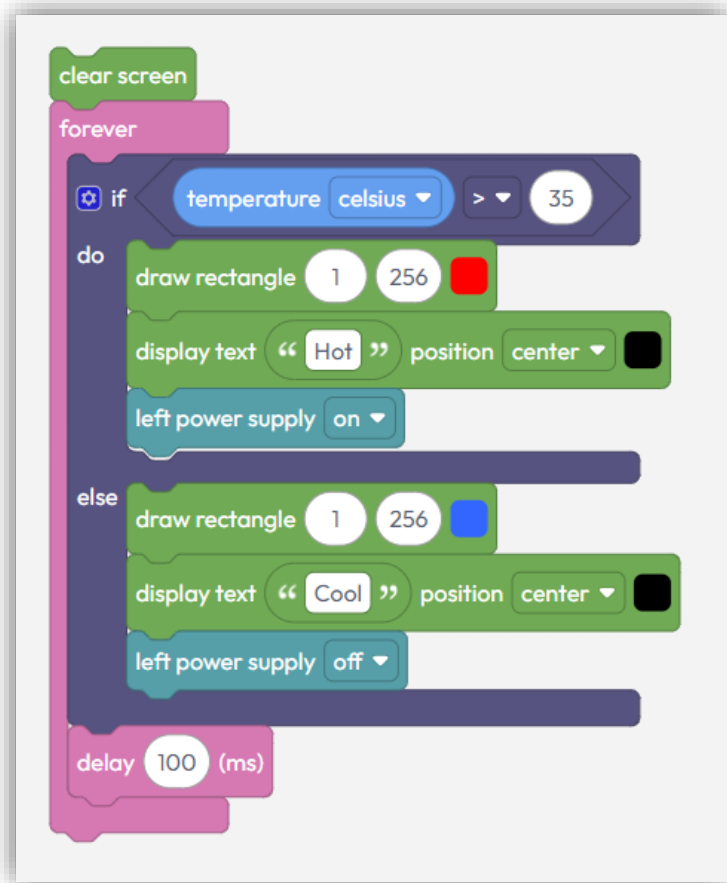 clear screen
forever
if temperature celsius > 35
do
draw rectangle 1 256
display text “ Hot ” position center
left power supply on
else
draw rectangle 1 256
display text “ Cool ” position center
left power supply off
delay 100 (ms)